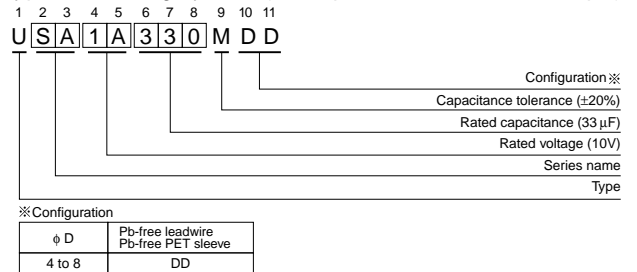 1 2 3 4 5 6 7 8 9 10 11
U S A 1 A 3 3 0 M D D
Configuration※
Capacitance tolerance (±20%)
Rated capacitance (33 µF)
Rated voltage (10V)
Series name
Type
※Configuration
ϕ D
Pb-free leadwire
Pb-free PET sleeve
4 to 8
DD